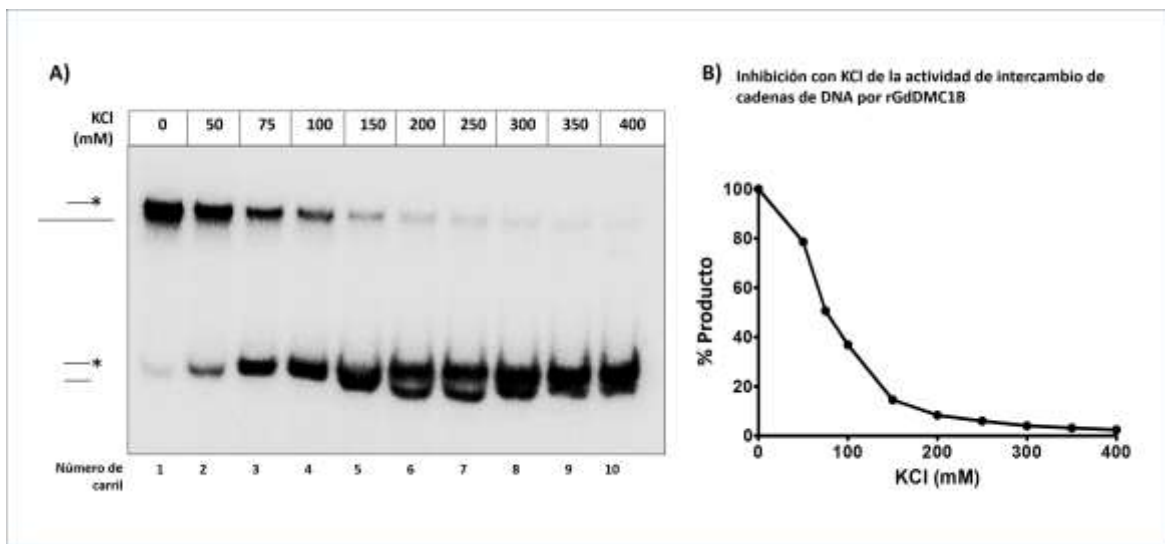 A)
KCl 0 50 75 100 150 200 250 300 350 400
(mM)
*
*
Número de 1 2 3 4 5 6 7 8 9 10
carril
B) Inhibición con KCl de la actividad de intercambio de
cadenas de DNA por rGdDMC1B
100
80
60
40
20
0
% Producto
0 100 200 300 400
KCl (mM)